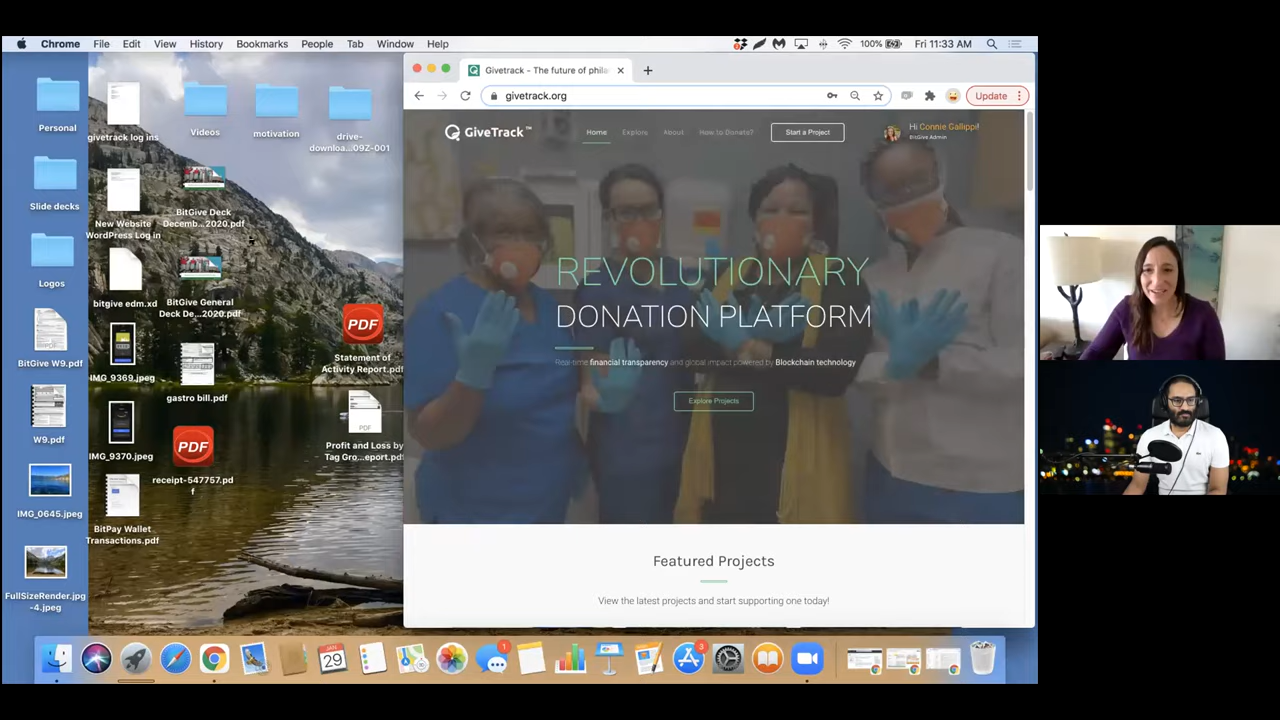 Chrome File Edit View History Bookmarks People Tab Window Help
100% Fri 11:33 AM
Personal
givetrack log ins
Videos
motivation
drive-
downloa...09Z-001
Slide decks
New Website
WordPress Log in
BitGive Deck
Decemb...2020.pdf
Logos
bitgive edm.xd
BitGive General
Deck De...2020.pdf
BitGive W9.pdf
IMG_9369.jpeg
gastro bill.pdf
PDF
Statement of
Activity Report.pdf
W9.pdf
IMG_9370.jpeg
PDF
receipt-547757.pd
f
PDF
Profit and Loss by
Tag Gro...eport.pdf
IMG_0645.jpeg
BitPay Wallet
Transactions.pdf
FullSizeRender.jpg
-4.jpeg
Givetrack - The future of phila
givetrack.org
Update
GiveTrack™
Home Explore About How to Donate? Start a Project
Hi Connie Gallippi!
BitGive Admin
REVOLUTIONARY
DONATION PLATFORM
Real-time financial transparency and global impact powered by Blockchain technology
Explore Projects
Featured Projects
View the latest projects and start supporting one today!
JAN
29
1
3